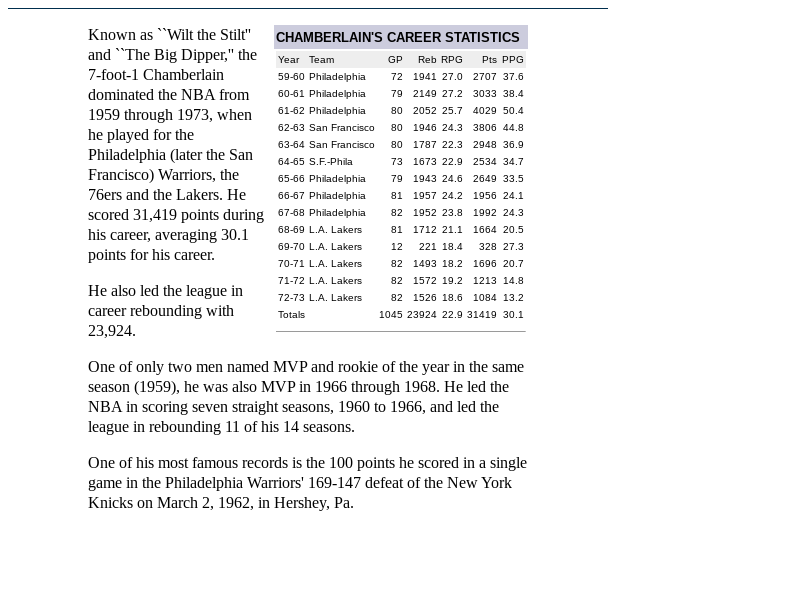 Known as ``Wilt the Stilt''
and ``The Big Dipper,'' the
7-foot-1 Chamberlain
dominated the NBA from
1959 through 1973, when
he played for the
Philadelphia (later the San
Francisco) Warriors, the
76ers and the Lakers. He
scored 31,419 points during
his career, averaging 30.1
points for his career.
He also led the league in
career rebounding with
23,924.
CHAMBERLAIN'S CAREER STATISTICS
Year Team GP Reb RPG Pts PPG
59-60 Philadelphia 72 1941 27.0 2707 37.6
60-61 Philadelphia 79 2149 27.2 3033 38.4
61-62 Philadelphia 80 2052 25.7 4029 50.4
62-63 San Francisco 80 1946 24.3 3806 44.8
63-64 San Francisco 80 1787 22.3 2948 36.9
64-65 S.F.-Phila 73 1673 22.9 2534 34.7
65-66 Philadelphia 79 1943 24.6 2649 33.5
66-67 Philadelphia 81 1957 24.2 1956 24.1
67-68 Philadelphia 82 1952 23.8 1992 24.3
68-69 L.A. Lakers 81 1712 21.1 1664 20.5
69-70 L.A. Lakers 12 221 18.4 328 27.3
70-71 L.A. Lakers 82 1493 18.2 1696 20.7
71-72 L.A. Lakers 82 1572 19.2 1213 14.8
72-73 L.A. Lakers 82 1526 18.6 1084 13.2
Totals 1045 23924 22.9 31419 30.1
One of only two men named MVP and rookie of the year in the same
season (1959), he was also MVP in 1966 through 1968. He led the
NBA in scoring seven straight seasons, 1960 to 1966, and led the
league in rebounding 11 of his 14 seasons.
One of his most famous records is the 100 points he scored in a single
game in the Philadelphia Warriors' 169-147 defeat of the New York
Knicks on March 2, 1962, in Hershey, Pa.